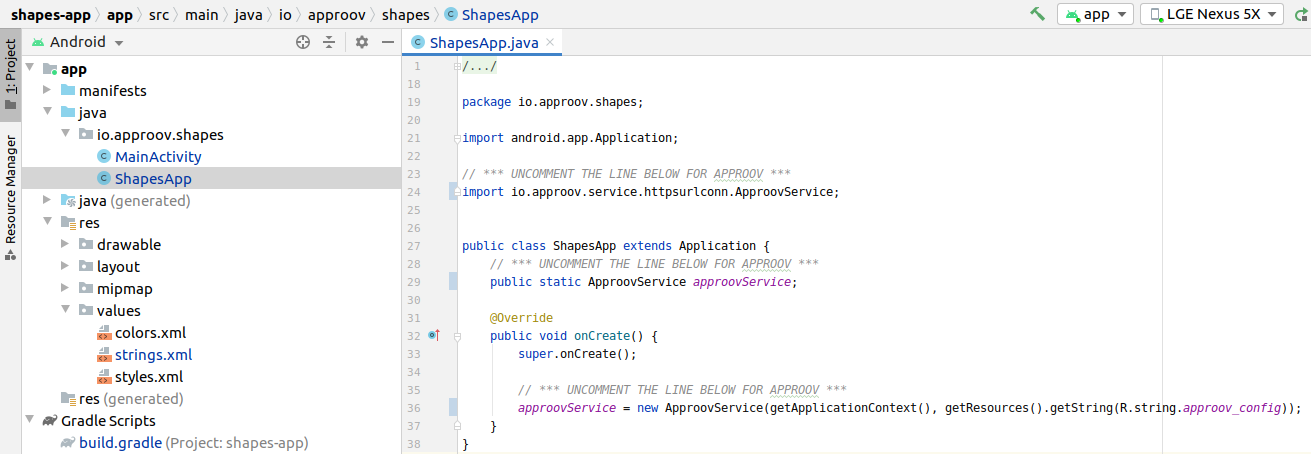 shapes-app app src main java io approov shapes ShapesApp
app LGE Nexus 5X
1: Project
Resource Manager
Android
app
manifests
java
io.approov.shapes
MainActivity
ShapesApp
java (generated)
res
drawable
layout
mipmap
values
colors.xml
strings.xml
styles.xml
res (generated)
Gradle Scripts
build.gradle (Project: shapes-app)
ShapesApp.java
1 /.../
18
19 package io.approov.shapes;
20
21 import android.app.Application;
22
23 // *** UNCOMMENT THE LINE BELOW FOR APPROOV ***
24 import io.approov.service.httpsurlconn.ApproovService;
25
26
27 public class ShapesApp extends Application {
28 // *** UNCOMMENT THE LINE BELOW FOR APPROOV ***
29 public static ApproovService approovService;
30
31 @Override
32 public void onCreate() {
33 super.onCreate();
34
35 // *** UNCOMMENT THE LINE BELOW FOR APPROOV ***
36 approovService = new ApproovService(getApplicationContext(), getResources().getString(R.string.approov_config));
37 }
38 }